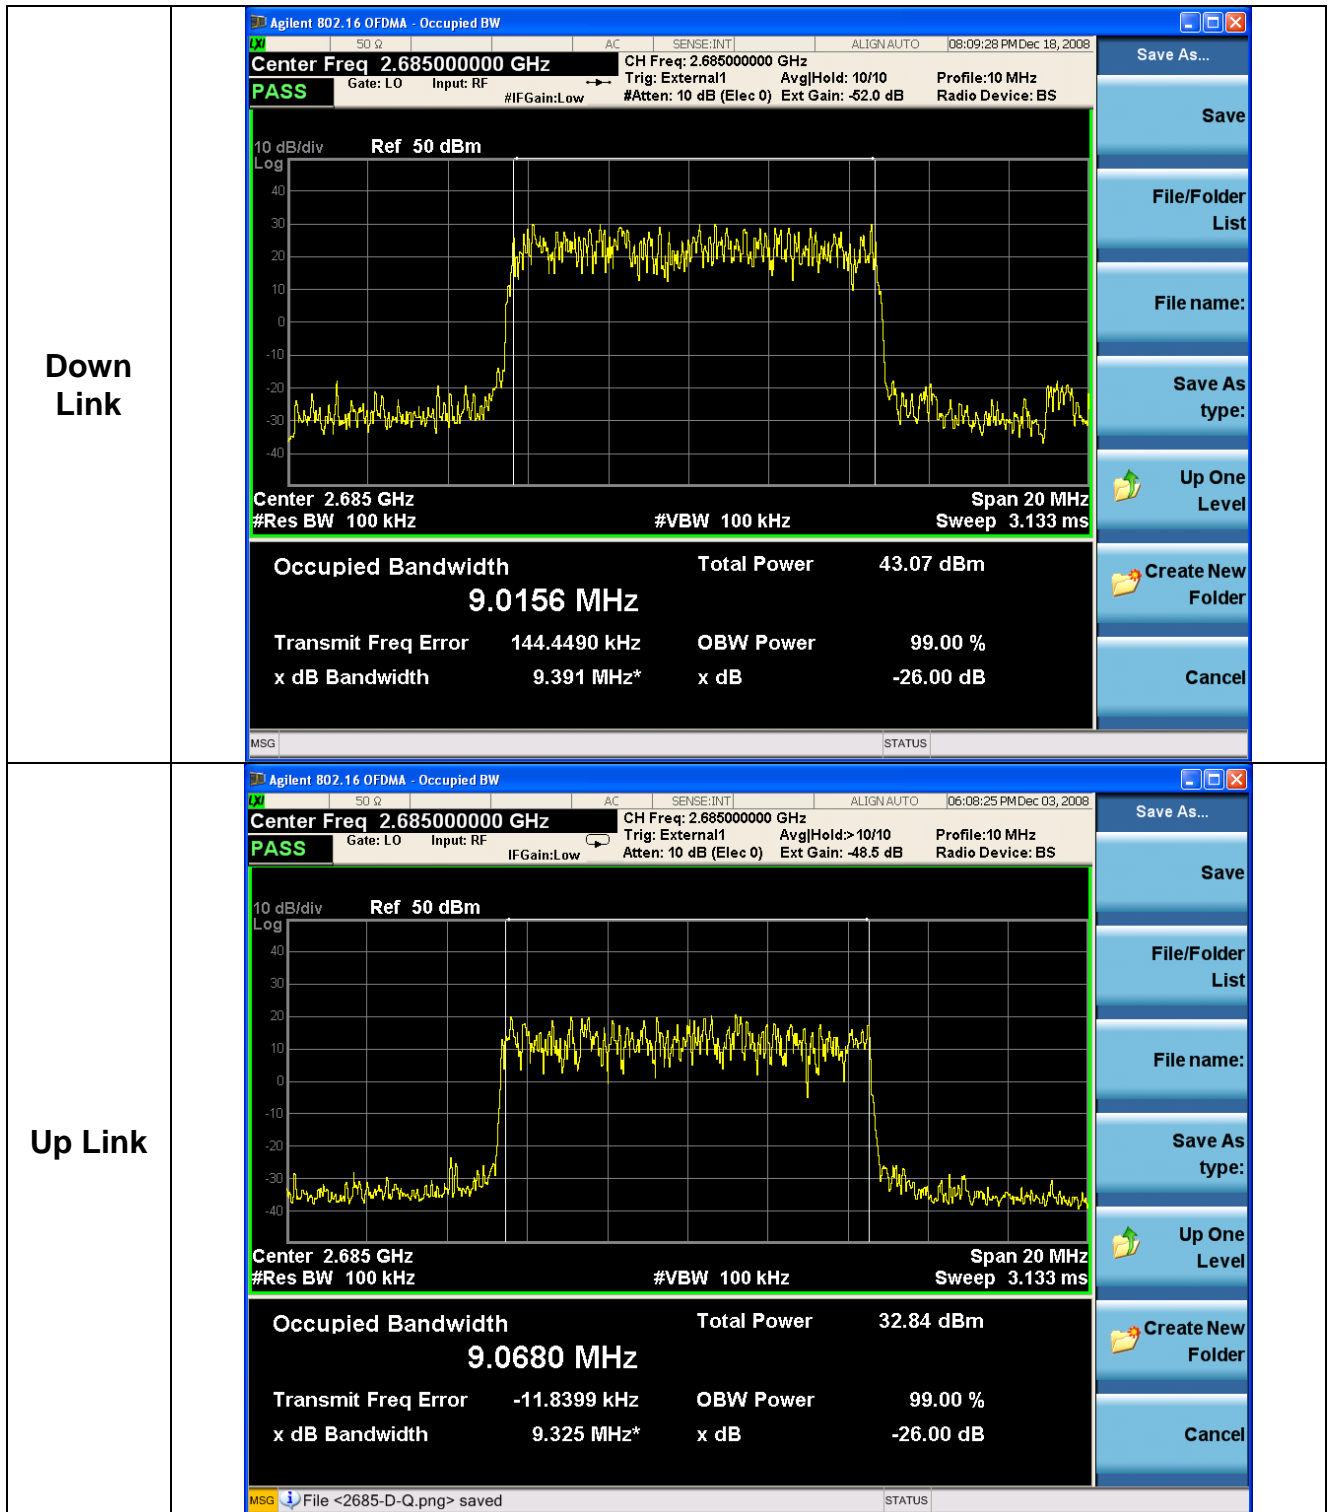 Down
Link
Agilent 802.16 OFDMA - Occupied BW
LXI 50 Ω AC SENSE:INT ALIGN AUTO 08:09:28 PM Dec 18, 2008
Center Freq 2.685000000 GHz
CH Freq: 2.685000000 GHz
Trig: External1 Avg|Hold: 10/10 Profile:10 MHz
PASS Gate: LO Input: RF #IFGain:Low
#Atten: 10 dB (Elec 0) Ext Gain: -52.0 dB Radio Device: BS
10 dB/div Ref 50 dBm
Log
40
30
20
10
0
-10
-20
-30
-40
Center 2.685 GHz Span 20 MHz
#Res BW 100 kHz #VBW 100 kHz Sweep 3.133 ms
Occupied Bandwidth Total Power 43.07 dBm
9.0156 MHz
Transmit Freq Error 144.4490 kHz OBW Power 99.00 %
x dB Bandwidth 9.391 MHz* x dB -26.00 dB
MSG STATUS
Save As...
Save
File/Folder
List
File name:
Save As
type:
Up One
Level
Create New
Folder
Cancel
Up Link
Agilent 802.16 OFDMA - Occupied BW
LXI 50 Ω AC SENSE:INT ALIGN AUTO 06:08:25 PM Dec 03, 2008
Center Freq 2.685000000 GHz
CH Freq: 2.685000000 GHz
Trig: External1 Avg|Hold:> 10/10 Profile:10 MHz
PASS Gate: LO Input: RF IFGain:Low
Atten: 10 dB (Elec 0) Ext Gain: -48.5 dB Radio Device: BS
10 dB/div Ref 50 dBm
Log
40
30
20
10
0
-10
-20
-30
-40
Center 2.685 GHz Span 20 MHz
#Res BW 100 kHz #VBW 100 kHz Sweep 3.133 ms
Occupied Bandwidth Total Power 32.84 dBm
9.0680 MHz
Transmit Freq Error -11.8399 kHz OBW Power 99.00 %
x dB Bandwidth 9.325 MHz* x dB -26.00 dB
MSG File <2685-D-Q.png> saved STATUS
Save As...
Save
File/Folder
List
File name:
Save As
type:
Up One
Level
Create New
Folder
Cancel